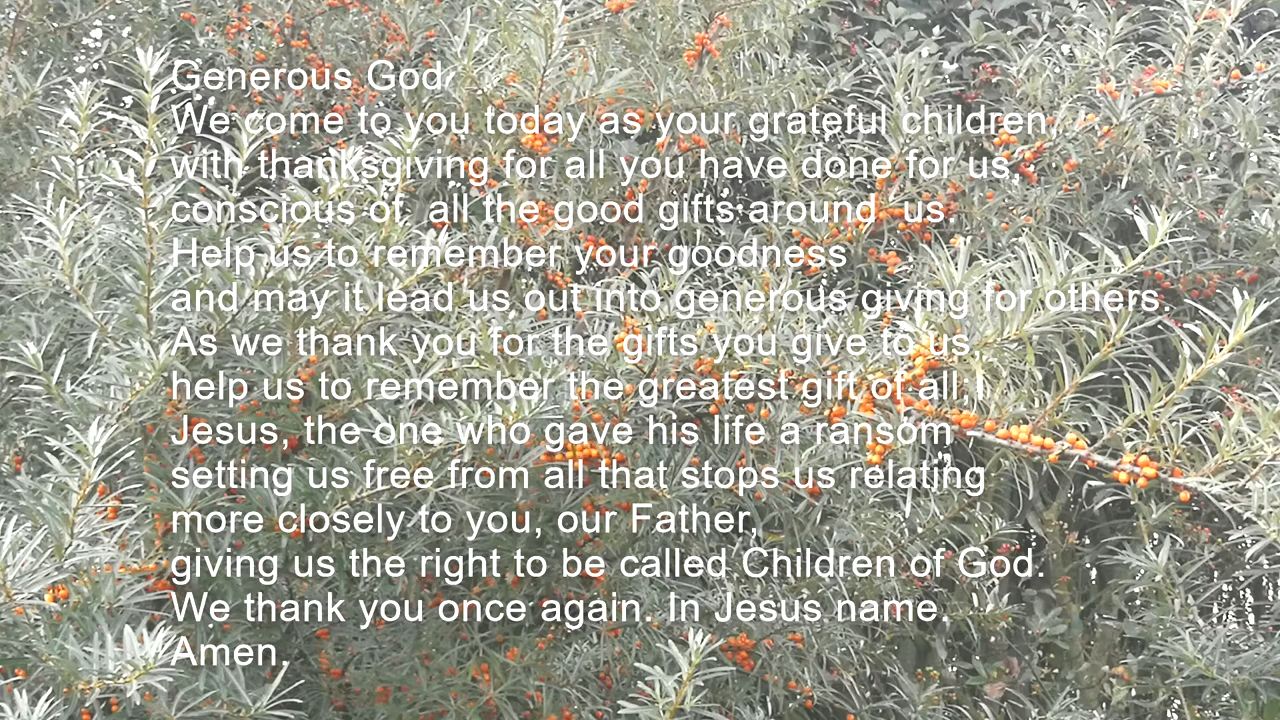 Generous God
We come to you today as your grateful children,
with thanksgiving for all you have done for us,
conscious of  all the good gifts around  us.
Help us to remember your goodness
and may it lead us out into generous giving for others.
As we thank you for the gifts you give to us,
help us to remember the greatest gift of all,l
Jesus, the one who gave his life a ransom –
setting us free from all that stops us relating
more closely to you, our Father,
giving us the right to be called Children of God.
We thank you once again. In Jesus name.
Amen.